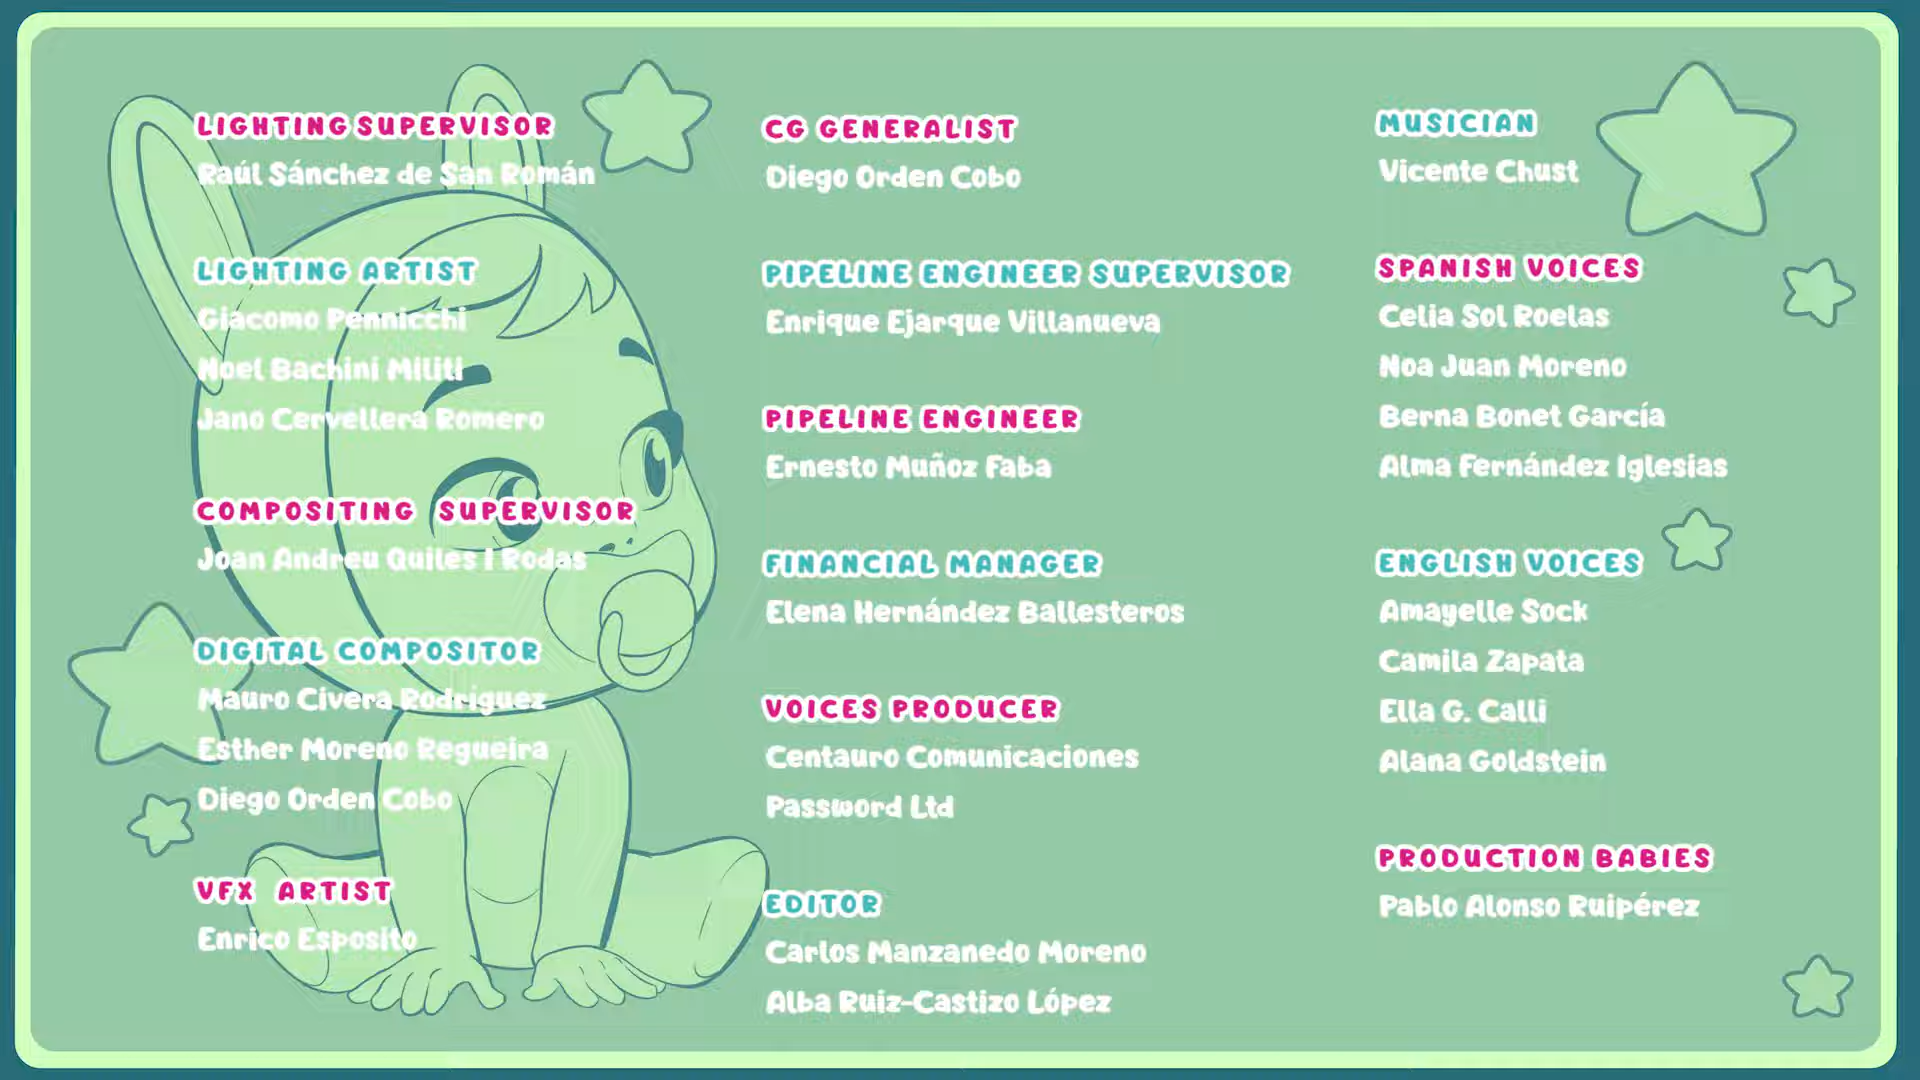 LIGHTING SUPERVISOR
Raúl Sánchez de San Román
LIGHTING ARTIST
Giacomo Pennicchi
Noel Bachini Militi
Jano Cervellera Romero
COMPOSITING SUPERVISOR
Joan Andreu Quiles I Rodas
DIGITAL COMPOSITOR
Mauro Civera Rodríguez
Esther Moreno Regueira
Diego Orden Cobo
VFX ARTIST
Enrico Esposito
CG GENERALIST
Diego Orden Cobo
PIPELINE ENGINEER SUPERVISOR
Enrique Ejarque Villanueva
PIPELINE ENGINEER
Ernesto Muñoz Faba
FINANCIAL MANAGER
Elena Hernández Ballesteros
VOICES PRODUCER
Centauro Comunicaciones
Password Ltd
EDITOR
Carlos Manzanedo Moreno
Alba Ruiz-Castizo López
MUSICIAN
Vicente Chust
SPANISH VOICES
Celia Sol Roelas
Noa Juan Moreno
Berna Bonet García
Alma Fernández Iglesias
ENGLISH VOICES
Amayelle Sock
Camila Zapata
Ella G. Calli
Alana Goldstein
PRODUCTION BABIES
Pablo Alonso Ruipérez